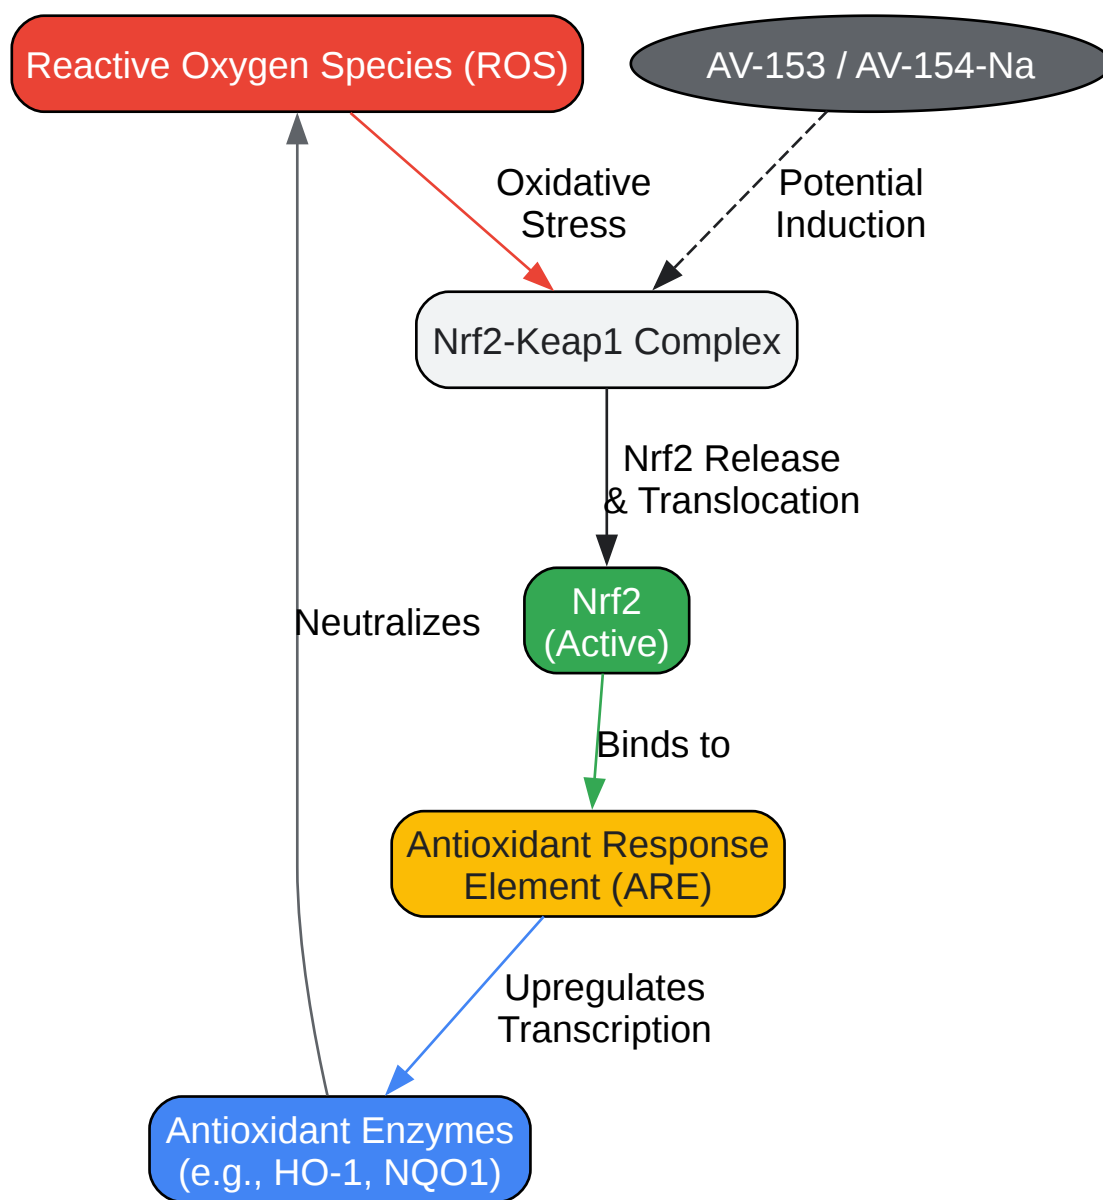 Reactive Oxygen Species (ROS)
AV-153 / AV-154-Na
Oxidative
Stress
Potential
Induction
Nrf2-Keap1 Complex
Nrf2 Release
& Translocation
Nrf2
(Active)
Neutralizes
Binds to
Antioxidant Response
Element (ARE)
Upregulates
Transcription
Antioxidant Enzymes
(e.g., HO-1, NQO1)